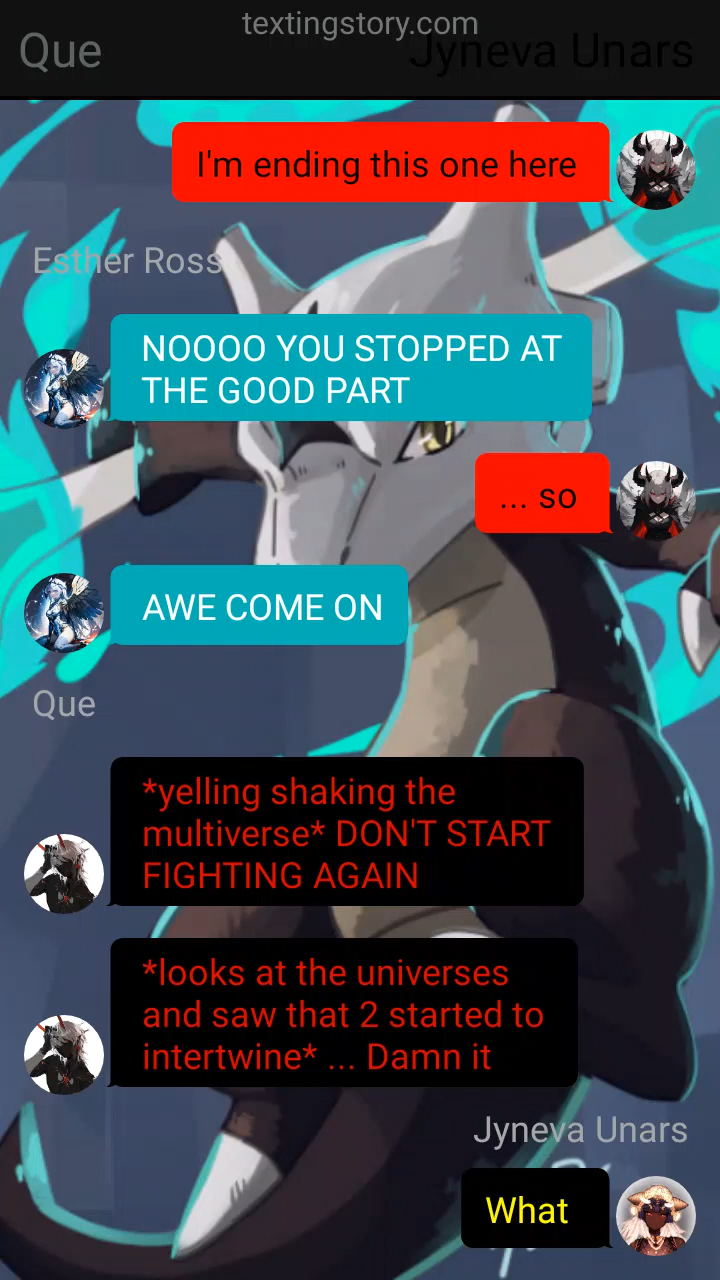 textingstory.com
Que
Jyneva Unars
I'm ending this one here
Esther Ross
NOOOO YOU STOPPED AT
THE GOOD PART
... so
AWE COME ON
Que
*yelling shaking the
multiverse* DON'T START
FIGHTING AGAIN
*looks at the universes
and saw that 2 started to
intertwine* ... Damn it
Jyneva Unars
What